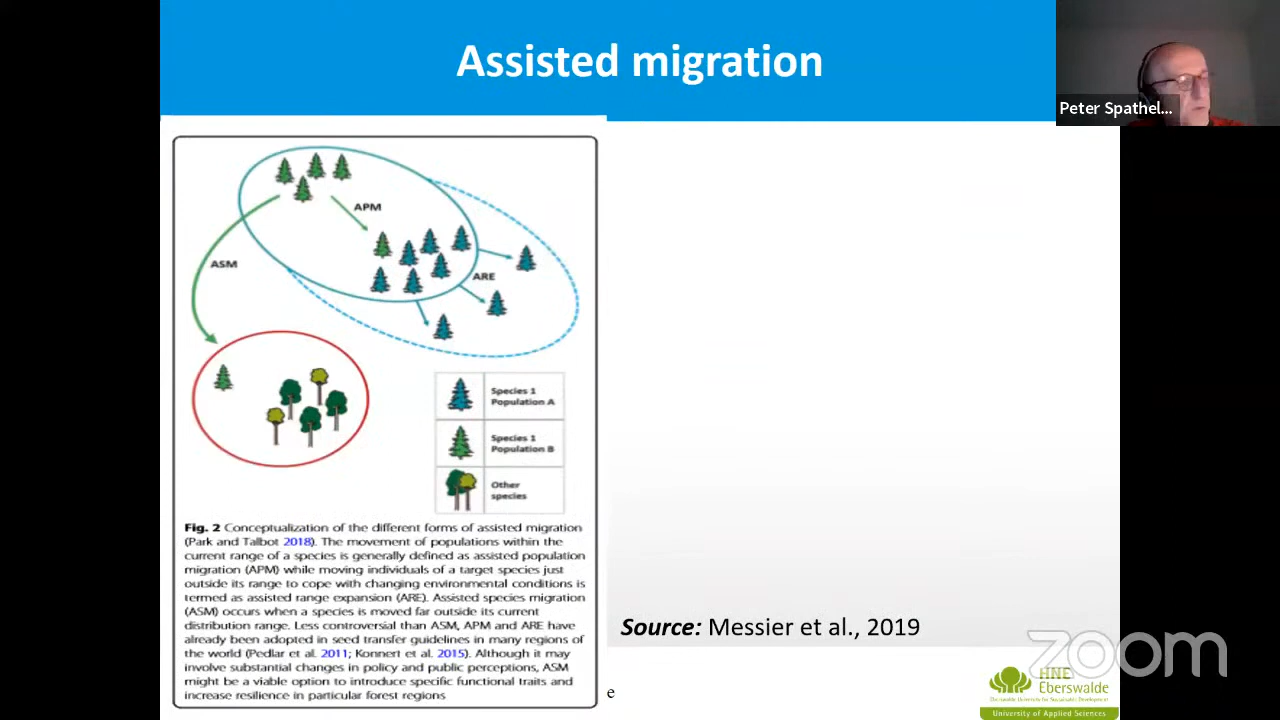 Assisted migration
Peter Spathel...
APM
ASM
ARE
Species 1
Population A
Species 1
Population B
Other
species
Fig. 2 Conceptualization of the different forms of assisted migration
(Park and Talbot 2018). The movement of populations within the
current range of a species is generally defined as assisted population
migration (APM) while moving individuals of a target species just
outside its range to cope with changing environmental conditions is
termed as assisted range expansion (ARE). Assisted species migration
(ASM) occurs when a species is moved far outside its current
distribution range. Less controversial than ASM, APM and ARE have
already been adopted in seed transfer guidelines in many regions of
the world (Pedlar et al. 2011; Konnert et al. 2015). Although it may
involve substantial changes in policy and public perceptions, ASM
might be a viable option to introduce specific functional traits and
increase resilience in particular forest regions
Source: Messier et al., 2019
e
zoom
HNE
Eberswalde
University of Applied Sciences